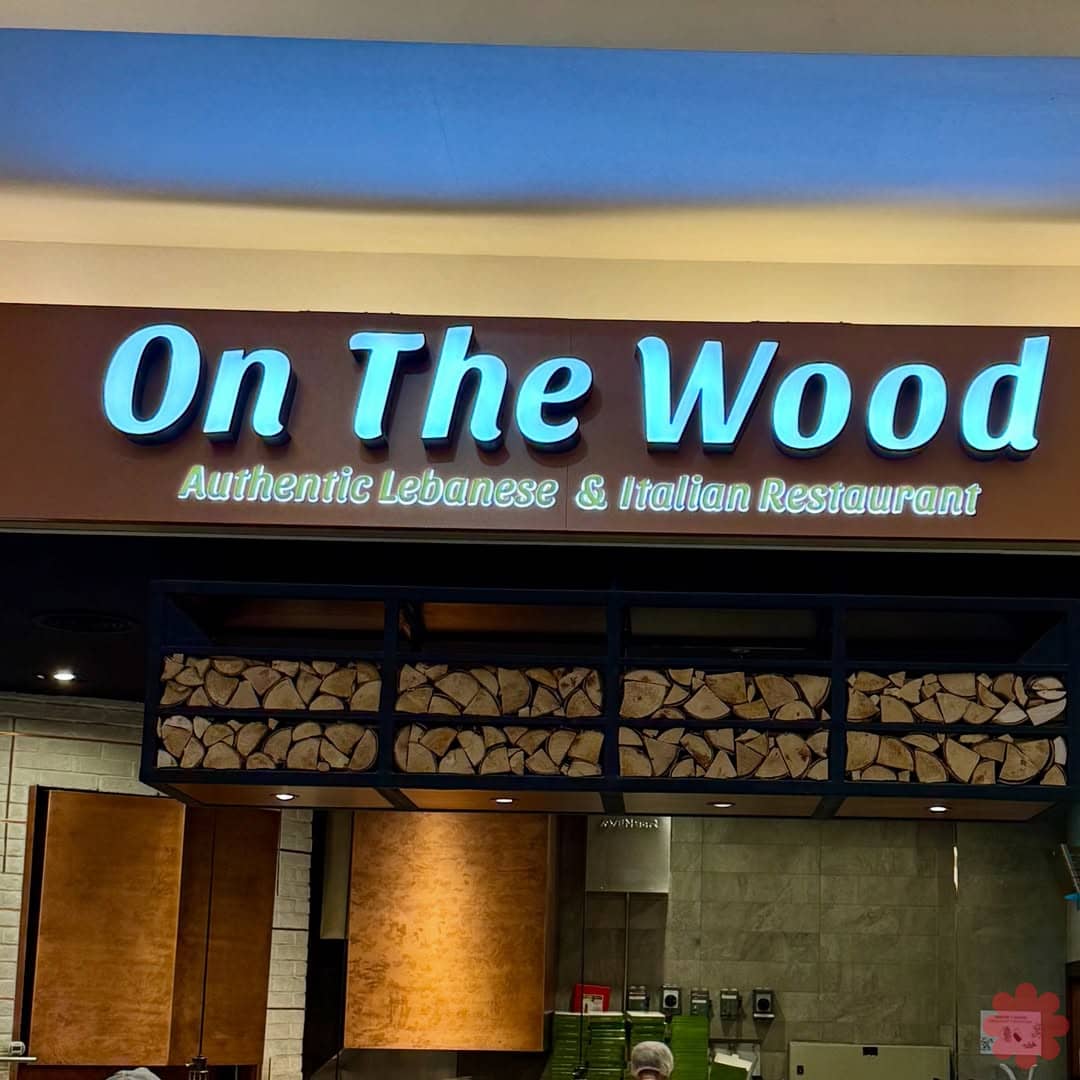 On The Wood
Authentic Lebanese & Italian Restaurant